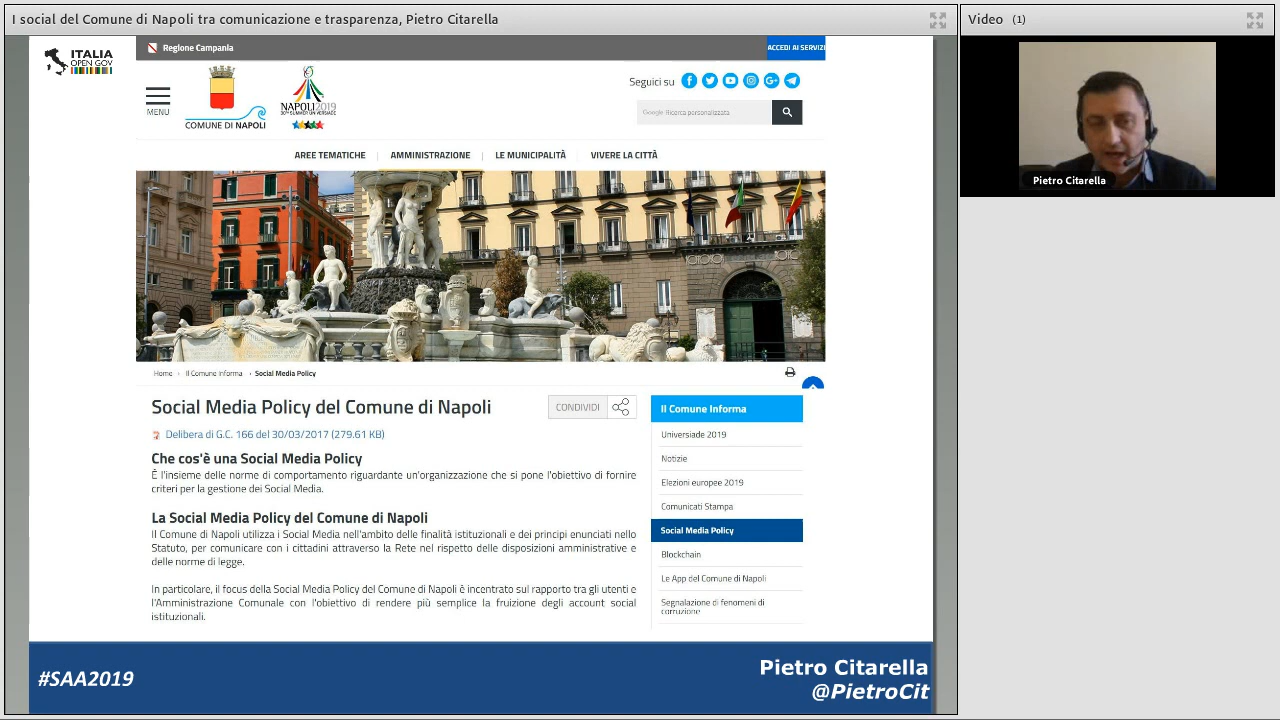 I social del Comune di Napoli tra comunicazione e trasparenza, Pietro Citarella
Video (1)
ITALIA
OPEN GOV
Regione Campania
ACCEDI AI SERVIZI
MENU
COMUNE DI NAPOLI
NAPOLI2019
30TH SUMMER UNIVERSIADE
Seguici su
Google Ricerca personalizzata
AREE TEMATICHE
AMMINISTRAZIONE
LE MUNICIPALITÀ
VIVERE LA CITTÀ
Pietro Citarella
Home › Il Comune Informa › Social Media Policy
Social Media Policy del Comune di Napoli
CONDIVIDI
Delibera di G.C. 166 del 30/03/2017 (279.61 KB)
Che cos'è una Social Media Policy
È l'insieme delle norme di comportamento riguardante un'organizzazione che si pone l'obiettivo di fornire
criteri per la gestione dei Social Media.
La Social Media Policy del Comune di Napoli
Il Comune di Napoli utilizza i Social Media nell'ambito delle finalità istituzionali e dei principi enunciati nello
Statuto, per comunicare con i cittadini attraverso la Rete nel rispetto delle disposizioni amministrative e
delle norme di legge.
In particolare, il focus della Social Media Policy del Comune di Napoli è incentrato sul rapporto tra gli utenti e
l'Amministrazione Comunale con l'obiettivo di rendere più semplice la fruizione degli account social
istituzionali.
Il Comune Informa
Universiade 2019
Notizie
Elezioni europee 2019
Comunicati Stampa
Social Media Policy
Blockchain
Le App del Comune di Napoli
Segnalazione di fenomeni di
corruzione
#SAA2019
Pietro Citarella
@PietroCit